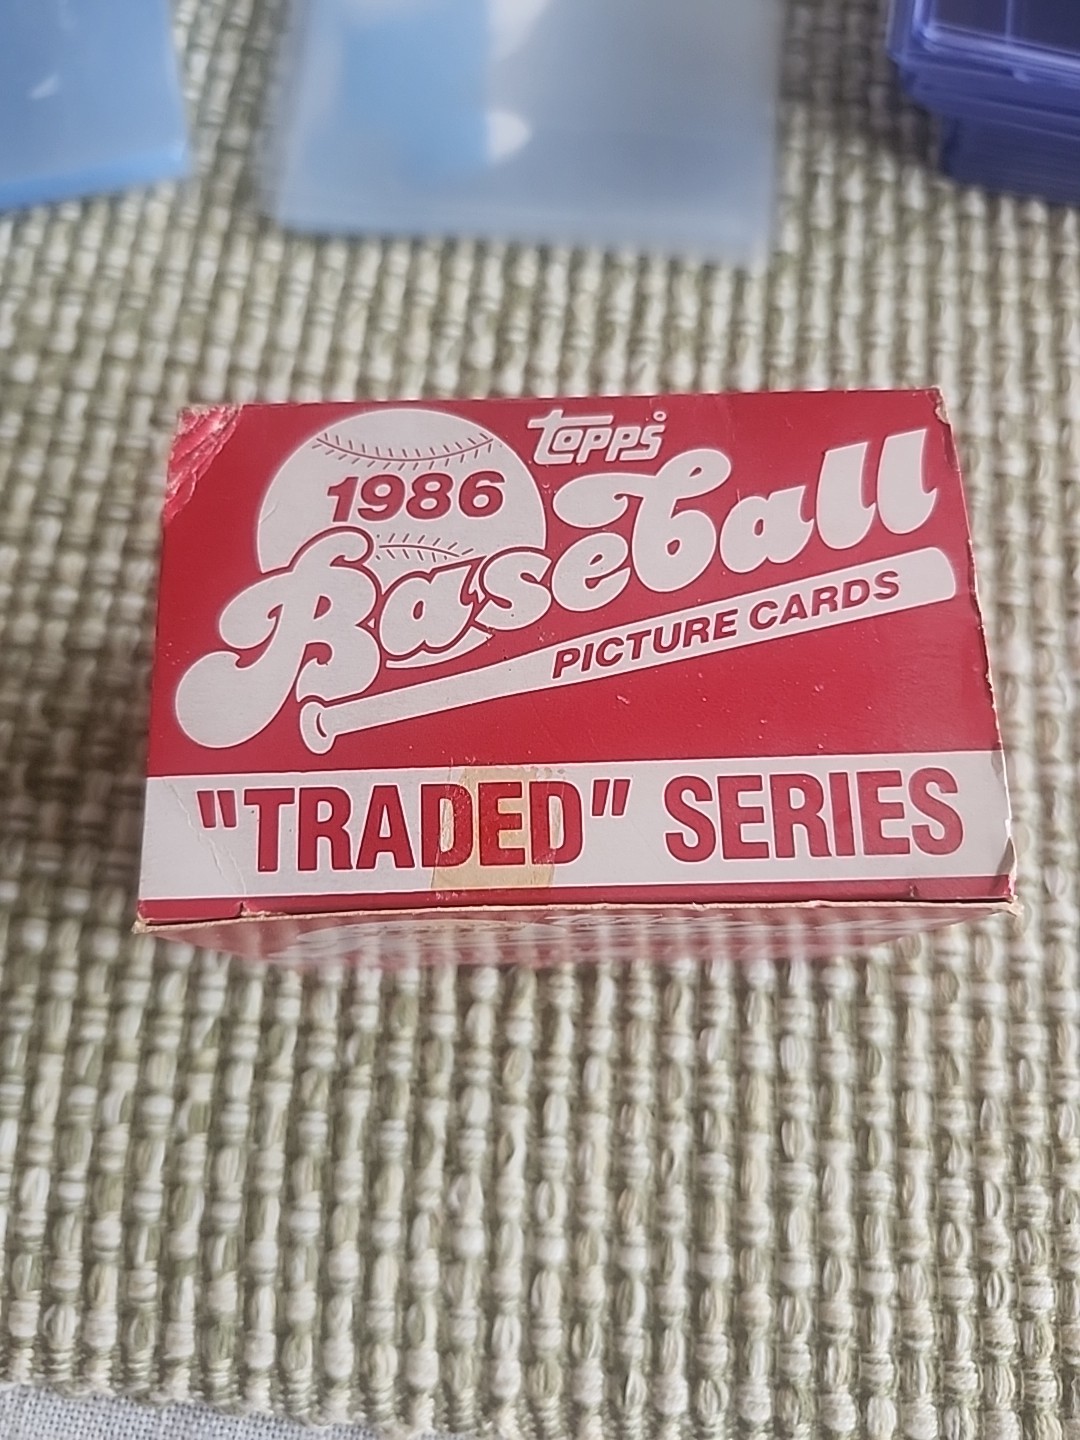 topps
1986
Baseball
PICTURE CARDS
"TRADED" SERIES